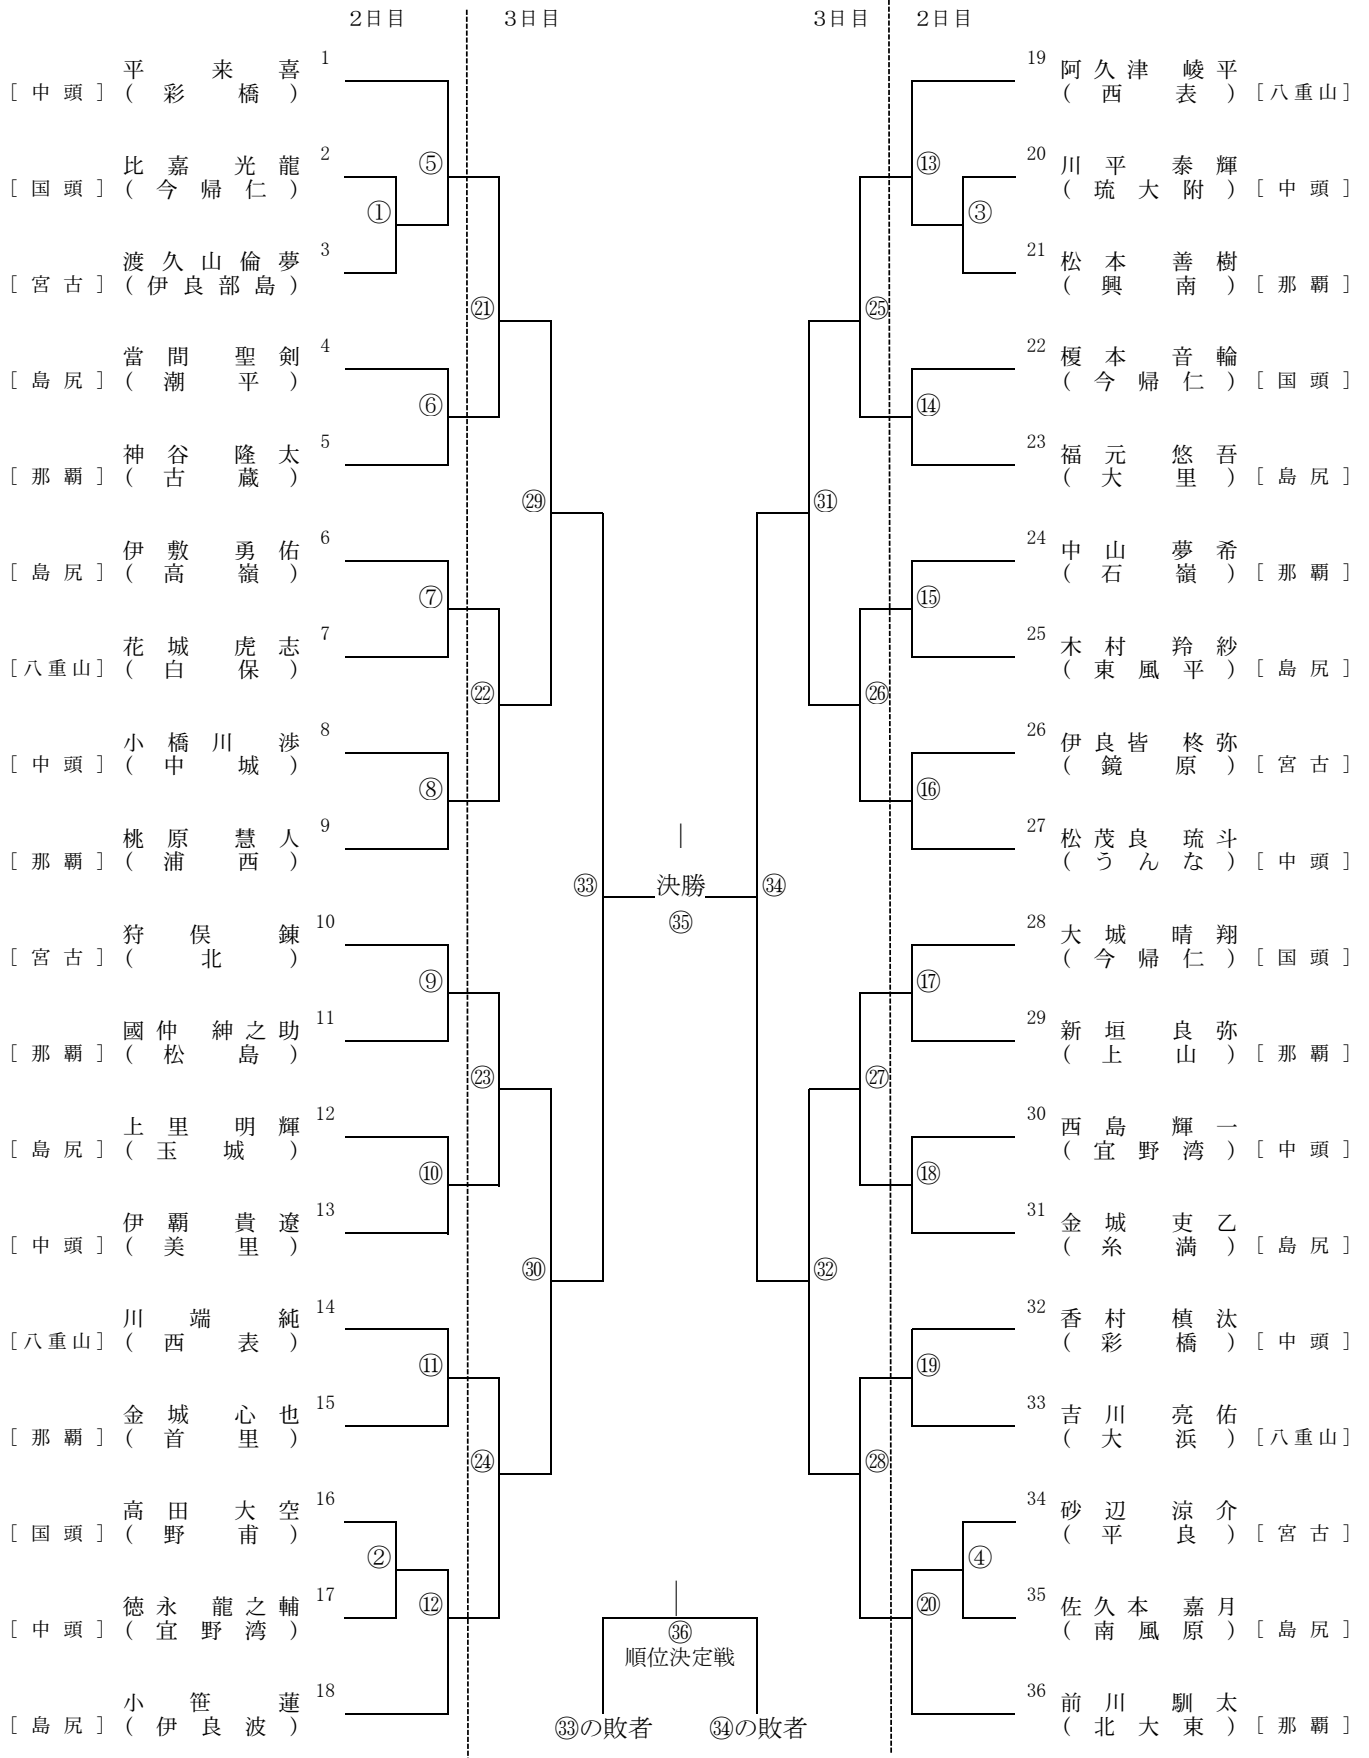 2日目 3日目 3日目 2日目
平 来 喜 1
[ 中 頭 ] ( 彩 橋 )
比 嘉 光 龍 2
[ 国 頭 ] ( 今 帰 仁 )
渡 久 山 倫 夢 3
[ 宮 古 ] ( 伊 良 部 島 )
當 間 聖 剣 4
[ 島 尻 ] ( 潮 平 )
神 谷 隆 太 5
[ 那 覇 ] ( 古 蔵 )
伊 敷 勇 佑 6
[ 島 尻 ] ( 高 嶺 )
花 城 虎 志 7
[八重山] ( 白 保 )
小 橋 川 渉 8
[ 中 頭 ] ( 中 城 )
桃 原 慧 人 9
[ 那 覇 ] ( 浦 西 )
狩 俣 錬 10
[ 宮 古 ] ( 北 )
國 仲 紳 之 助 11
[ 那 覇 ] ( 松 島 )
上 里 明 輝 12
[ 島 尻 ] ( 玉 城 )
伊 覇 貴 遼 13
[ 中 頭 ] ( 美 里 )
川 端 純 14
[八重山] ( 西 表 )
金 城 心 也 15
[ 那 覇 ] ( 首 里 )
高 田 大 空 16
[ 国 頭 ] ( 野 甫 )
徳 永 龍 之 輔 17
[ 中 頭 ] ( 宜 野 湾 )
小 笹 蓮 18
[ 島 尻 ] ( 伊 良 波 )
①
②
⑤
⑥
⑦
⑧
⑨
⑩
⑪
⑫
㉑
㉒
㉓
㉔
㉙
㉚
㉝ 決勝 ㉞
㉟
㊱
順位決定戦
㉝の敗者 ㉞の敗者
㉛
㉜
㉕
㉖
㉗
㉘
⑬
⑭
⑮
⑯
⑰
⑱
⑲
⑳
③
④
19 阿 久 津 崚 平
( 西 表 ) [八重山]
20 川 平 泰 輝
( 琉 大 附 ) [ 中 頭 ]
21 松 本 善 樹
( 興 南 ) [ 那 覇 ]
22 榎 本 音 輪
( 今 帰 仁 ) [ 国 頭 ]
23 福 元 悠 吾
( 大 里 ) [ 島 尻 ]
24 中 山 夢 希
( 石 嶺 ) [ 那 覇 ]
25 木 村 羚 紗
( 東 風 平 ) [ 島 尻 ]
26 伊 良 皆 柊 弥
( 鏡 原 ) [ 宮 古 ]
27 松 茂 良 琉 斗
( う ん な ) [ 中 頭 ]
28 大 城 晴 翔
( 今 帰 仁 ) [ 国 頭 ]
29 新 垣 良 弥
( 上 山 ) [ 那 覇 ]
30 西 島 輝 一
( 宜 野 湾 ) [ 中 頭 ]
31 金 城 吏 乙
( 糸 満 ) [ 島 尻 ]
32 香 村 槙 汰
( 彩 橋 ) [ 中 頭 ]
33 吉 川 亮 佑
( 大 浜 ) [八重山]
34 砂 辺 涼 介
( 平 良 ) [ 宮 古 ]
35 佐 久 本 嘉 月
( 南 風 原 ) [ 島 尻 ]
36 前 川 馴 太
( 北 大 東 ) [ 那 覇 ]